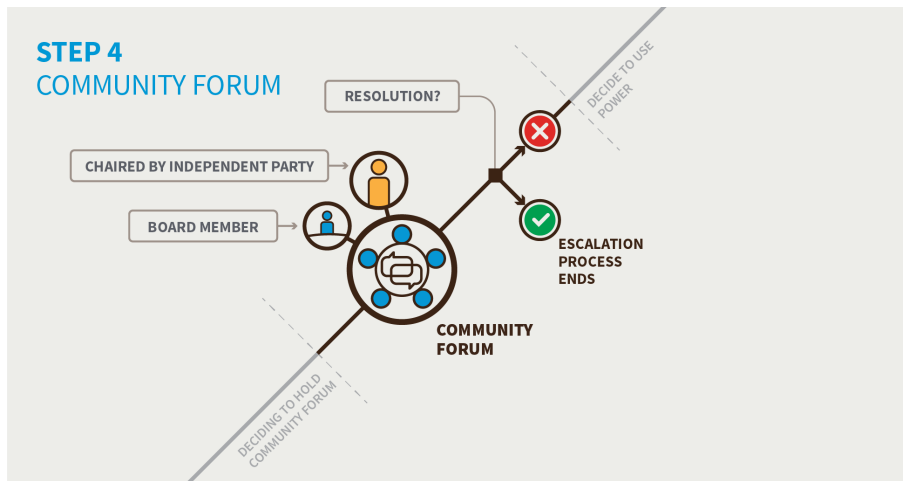 STEP 4
COMMUNITY FORUM
RESOLUTION?
DECIDE TO USE
POWER
CHAIRED BY INDEPENDENT PARTY
BOARD MEMBER
ESCALATION
PROCESS
ENDS
COMMUNITY
FORUM
DECIDING TO HOLD
COMMUNITY FORUM